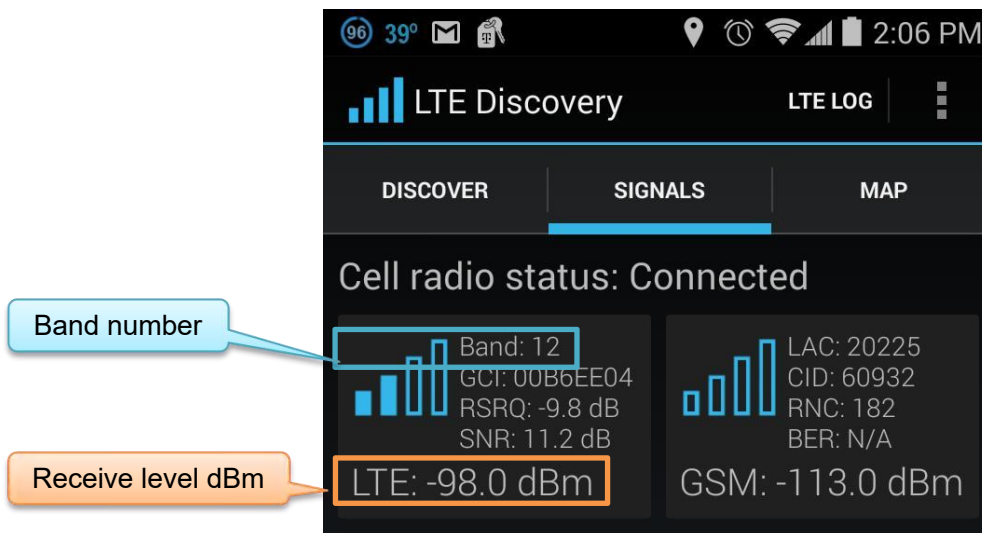 96 39° 2:06 PM
LTE Discovery LTE LOG
DISCOVER SIGNALS MAP
Cell radio status: Connected
Band number
Band: 12
GCI: 00B6EE04
RSRQ: -9.8 dB
SNR: 11.2 dB
LAC: 20225
CID: 60932
RNC: 182
BER: N/A
Receive level dBm
LTE: -98.0 dBm
GSM: -113.0 dBm